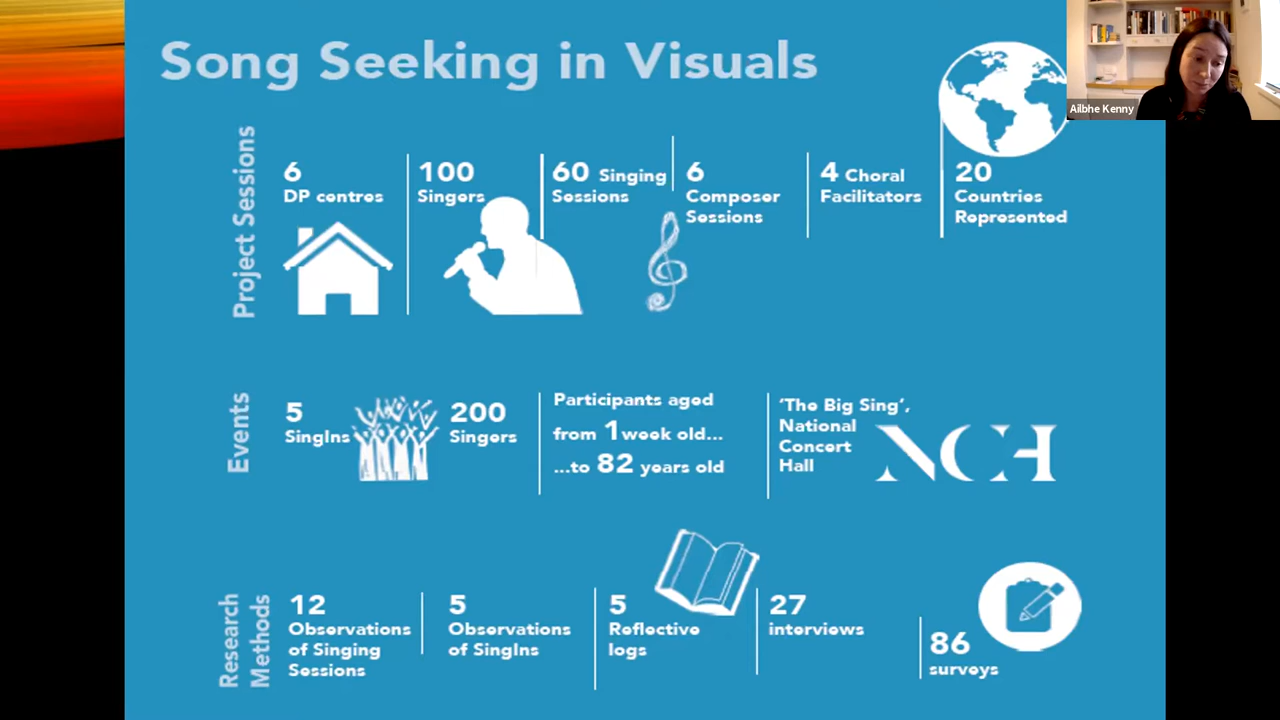 Song Seeking in Visuals
Ailbhe Kenny
Project Sessions
6
DP centres
100
Singers
60 Singing
Sessions
6
Composer
Sessions
4 Choral
Facilitators
20
Countries
Represented
Events
5
SingIns
200
Singers
Participants aged
from 1 week old...
...to 82 years old
‘The Big Sing’,
National
Concert
Hall
NCH
Research
Methods
12
Observations
of Singing
Sessions
5
Observations
of SingIns
5
Reflective
logs
27
interviews
86
surveys